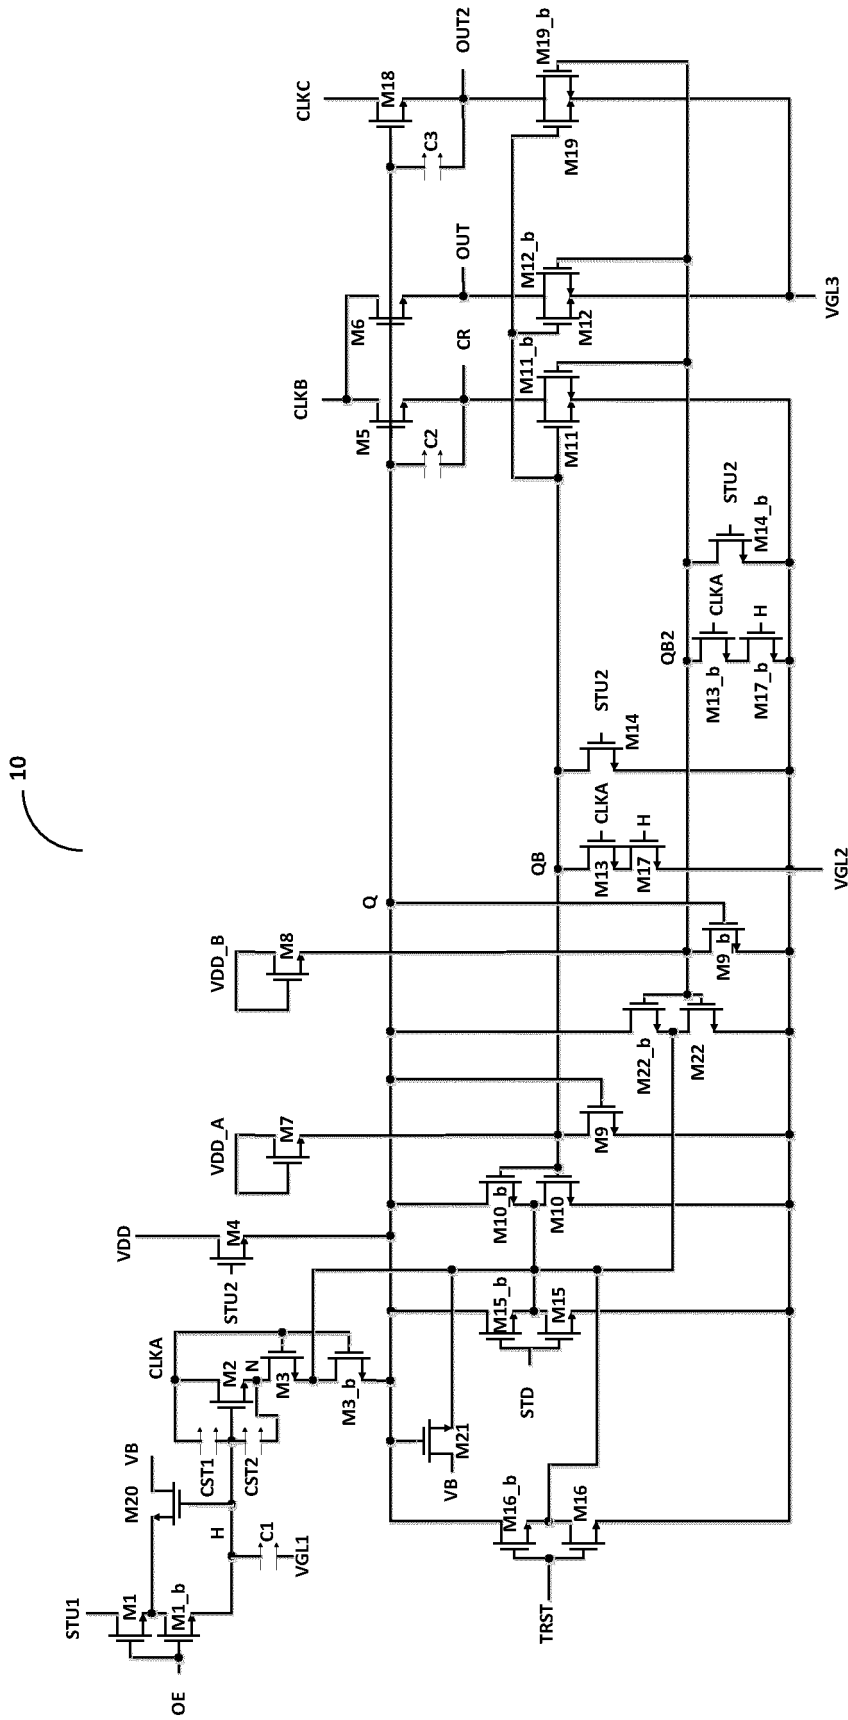 10
STU1
OE
M1
M1_b
M20
VB
H
C1
VGL1
CLKA
CST1
CST2
M2
N
M3
M3_b
VB
M21
TRST
M16_b
M16
VDD
STU2
M4
STD
M15_b
M15
VDD_A
M7
M10_b
M10
M9
VDD_B
M8
M22_b
M22
M9_b
Q
QB
M13
CLKA
M17
H
VGL2
M14
STU2
QB2
M13_b
CLKA
M17_b
H
M14_b
STU2
CLKB
M5
C2
CR
M11
M11_b
M6
OUT
M12
M12_b
VGL3
CLKC
M18
C3
OUT2
M19
M19_b